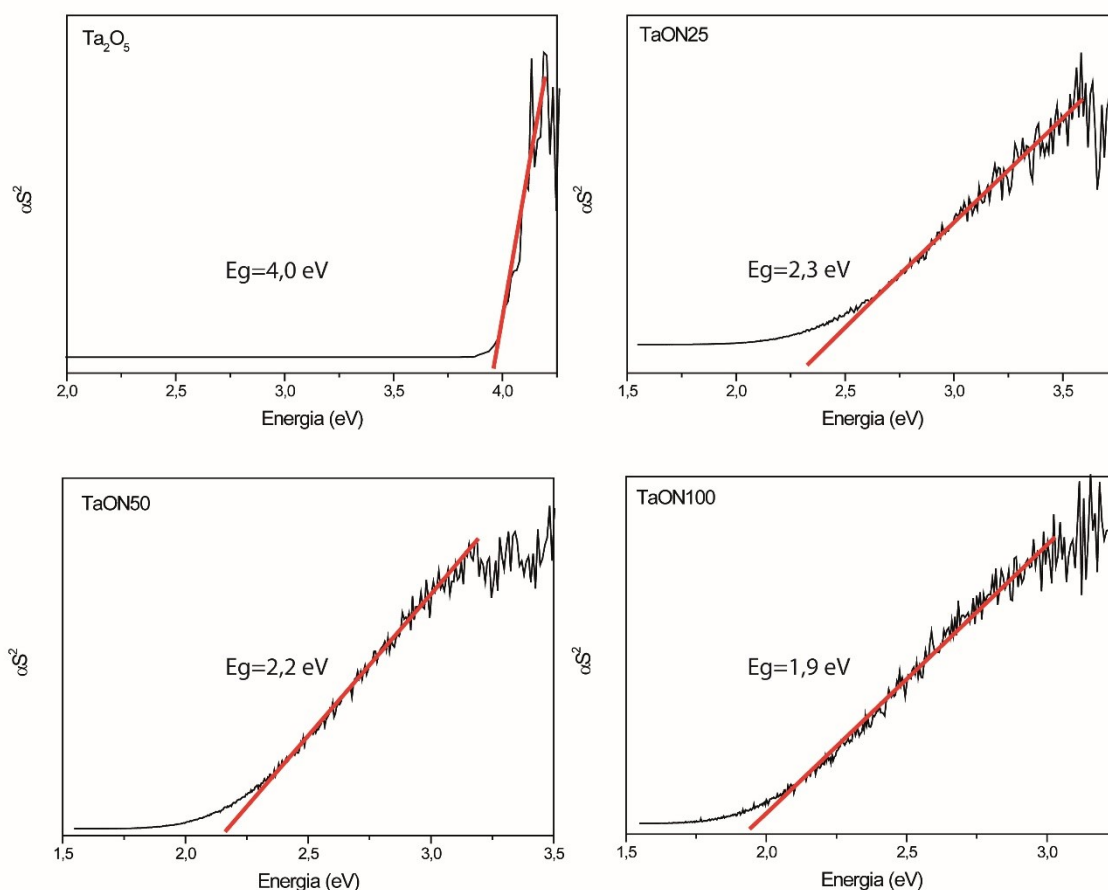 Ta₂O₅
αS²
Eg=4,0 eV
2,0 2,5 3,0 3,5 4,0
Energia (eV)
TaON25
αS²
Eg=2,3 eV
1,5 2,0 2,5 3,0 3,5
Energia (eV)
TaON50
αS²
Eg=2,2 eV
1,5 2,0 2,5 3,0 3,5
Energia (eV)
TaON100
αS²
Eg=1,9 eV
1,5 2,0 2,5 3,0
Energia (eV)